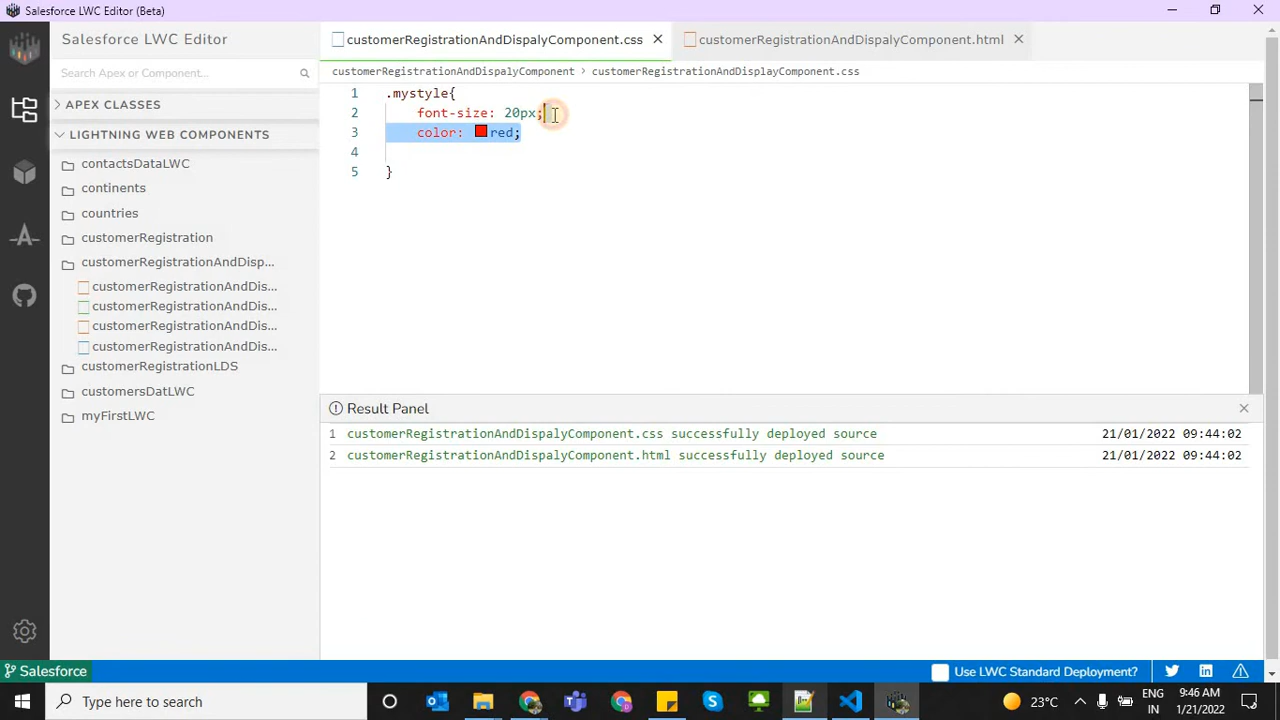 Salesforce LWC Editor (Beta)
Salesforce LWC Editor
Search Apex or Component...
APEX CLASSES
LIGHTNING WEB COMPONENTS
contactsDataLWC
continents
countries
customerRegistration
customerRegistrationAndDisp...
customerRegistrationAndDis...
customerRegistrationAndDis...
customerRegistrationAndDis...
customerRegistrationAndDis...
customerRegistrationLDS
customersDatLWC
myFirstLWC
customerRegistrationAndDispalyComponent.css
customerRegistrationAndDispalyComponent.html
customerRegistrationAndDispalyComponent > customerRegistrationAndDisplayComponent.css
1 .mystyle{
2 font-size: 20px;
3 color: red;
4
5 }
Result Panel
1 customerRegistrationAndDispalyComponent.css successfully deployed source 21/01/2022 09:44:02
2 customerRegistrationAndDispalyComponent.html successfully deployed source 21/01/2022 09:44:02
Salesforce
Use LWC Standard Deployment?
Type here to search
23°C
ENG
IN
9:46 AM
1/21/2022